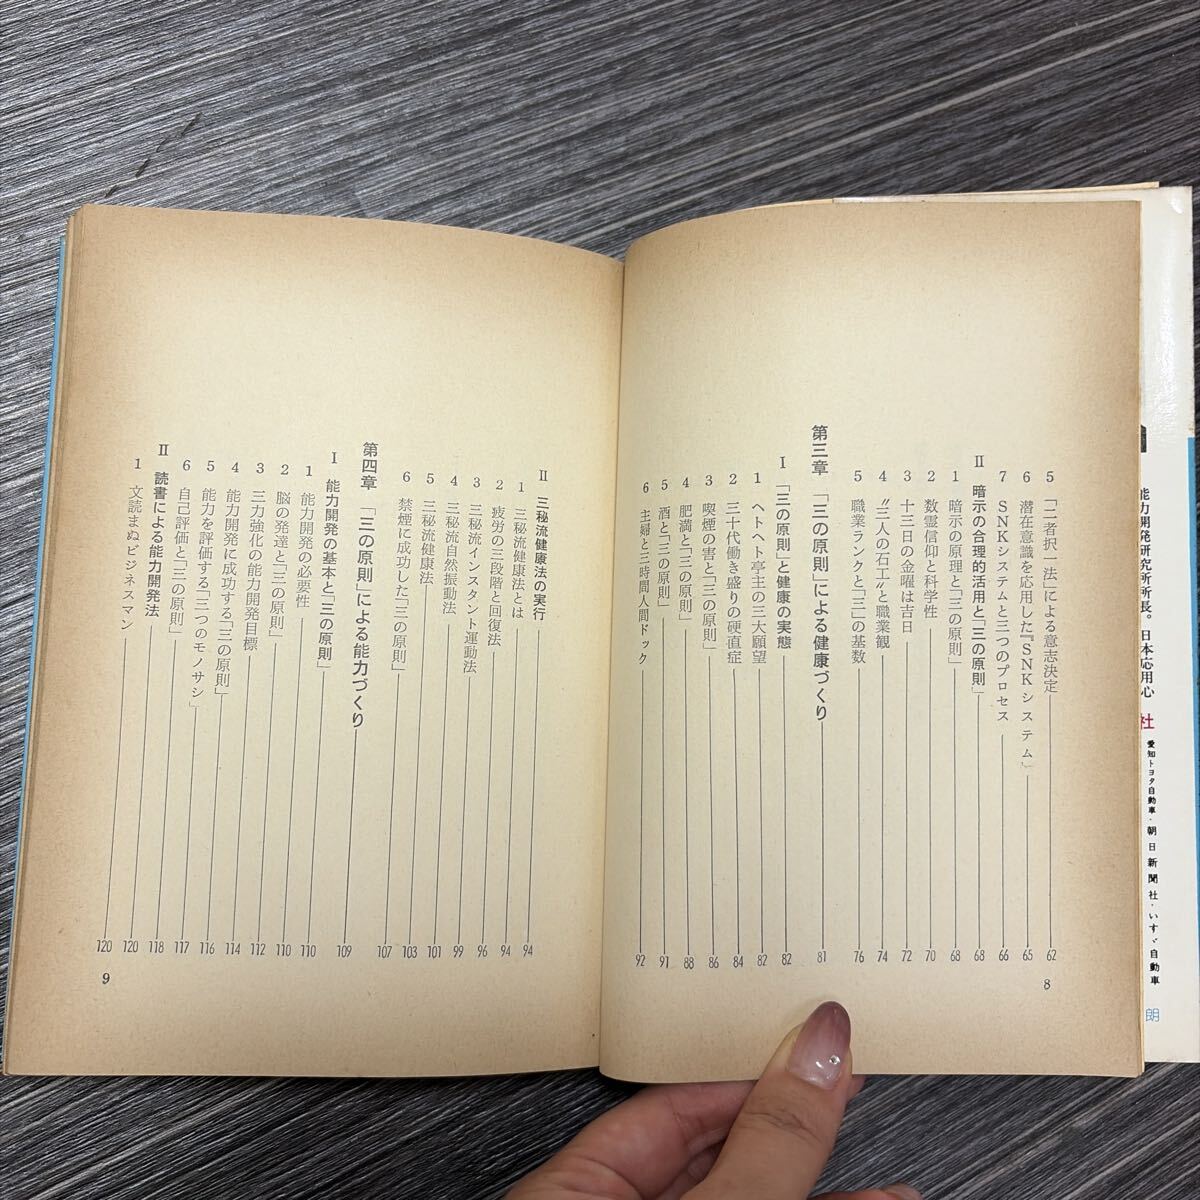 5 「二者択一法」による意志決定 62
6 潜在意識を応用した『SNKシステム』 65
7 SNKシステムと三つのプロセス 66
Ⅱ 暗示の合理的活用と「三の原則」 68
1 暗示の原理と「三の原則」 68
2 数霊信仰と科学性 70
3 十三日の金曜は吉日 72
4 〝三人の石工〟と職業観 74
5 職業ランクと「三」の基数 76
第三章 「三の原則」による健康づくり 81
Ⅰ 「三の原則」と健康の実態 82
1 ヘトヘト亭主の三大願望 82
2 三十代働き盛りの硬直症 84
3 喫煙の害と「三の原則」 86
4 肥満と「三の原則」 88
5 酒と「三の原則」 91
6 主婦と三時間人間ドック 92
8
Ⅱ 三秘流健康法の実行 94
1 三秘流健康法とは 94
2 疲労の三段階と回復法 96
3 三秘流インスタント運動法 99
4 三秘流自然振動法 101
5 三秘流健康法 103
6 禁煙に成功した「三の原則」 107
第四章 「三の原則」による能力づくり 109
Ⅰ 能力開発の基本と「三の原則」 110
1 能力開発の必要性 110
2 脳の発達と「三の原則」 112
3 三力強化の能力開発目標 114
4 能力開発に成功する「三の原則」 116
5 能力を評価する「三つのモノサシ」 117
6 自己評価と「三の原則」 118
Ⅱ 読書による能力開発法 120
1 文読まぬビジネスマン 120
9
能力開発研究所所長。日本応用心
社
愛知トヨタ自動車・朝日新聞社・いすゞ自動車
朗